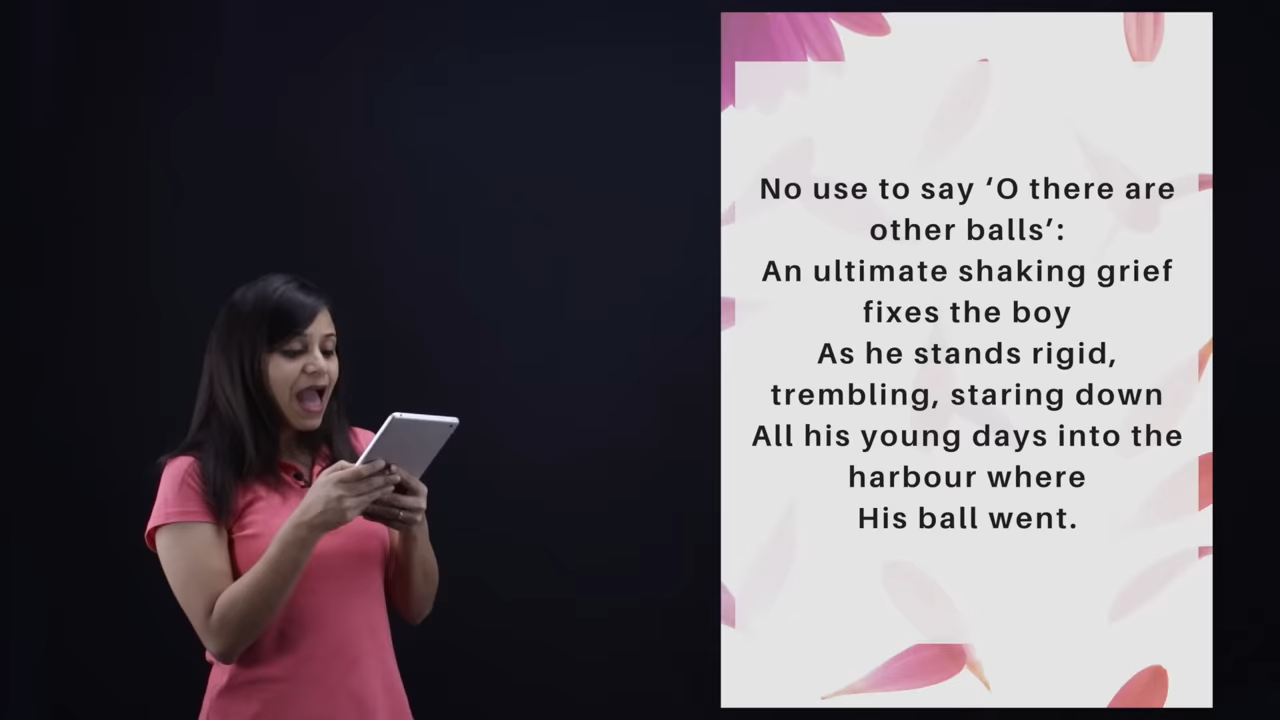 No use to say ‘O there are
other balls’:
An ultimate shaking grief
fixes the boy
As he stands rigid,
trembling, staring down
All his young days into the
harbour where
His ball went.